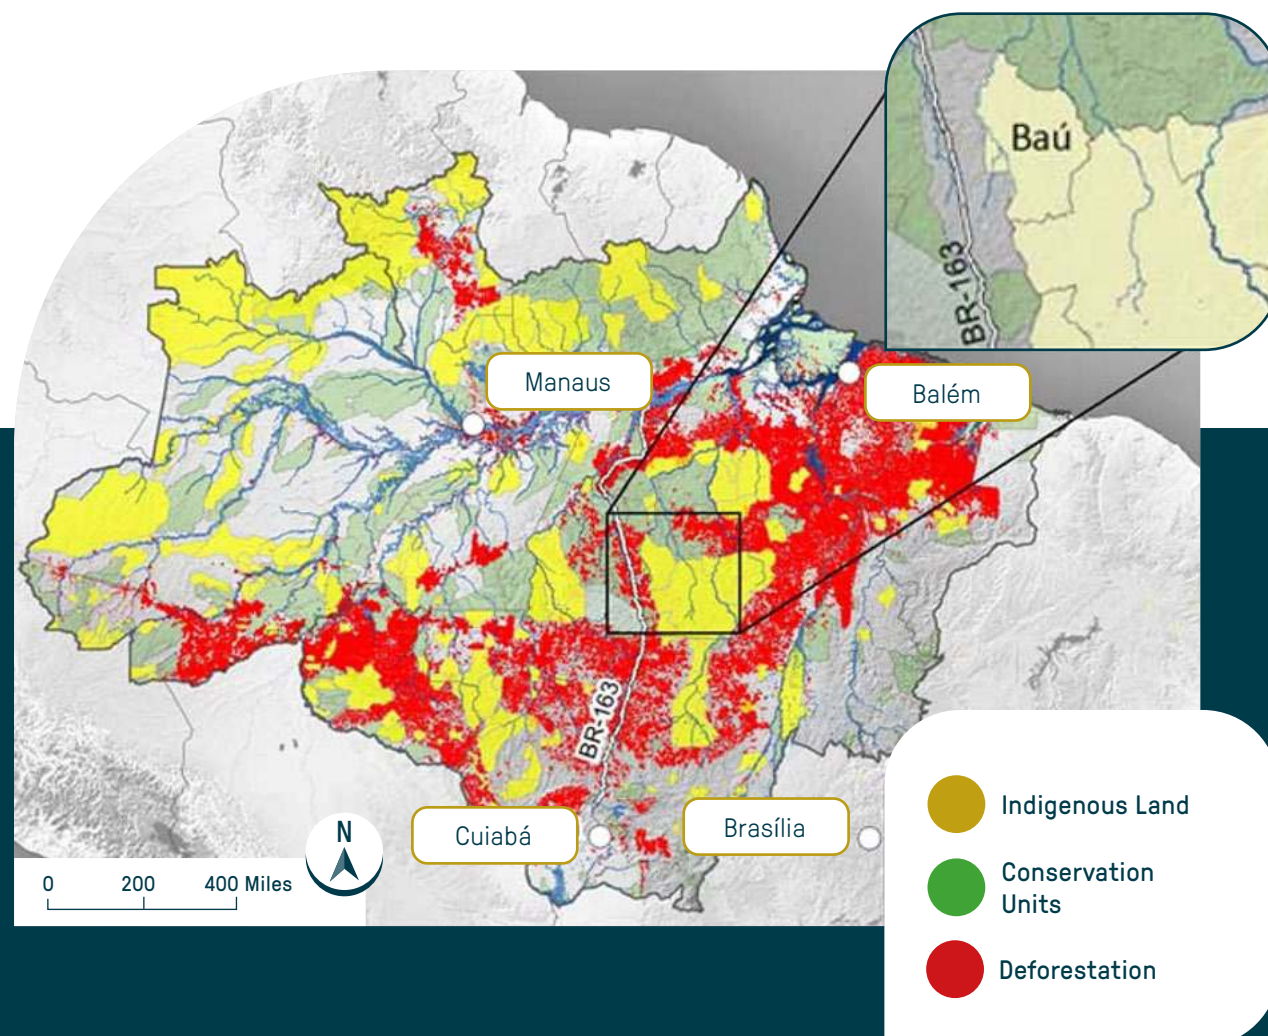 Baú
BR-163
Manaus
Balém
BR-163
Cuiabá
Brasília
N
0 200 400 Miles
Indigenous Land
Conservation
Units
Deforestation